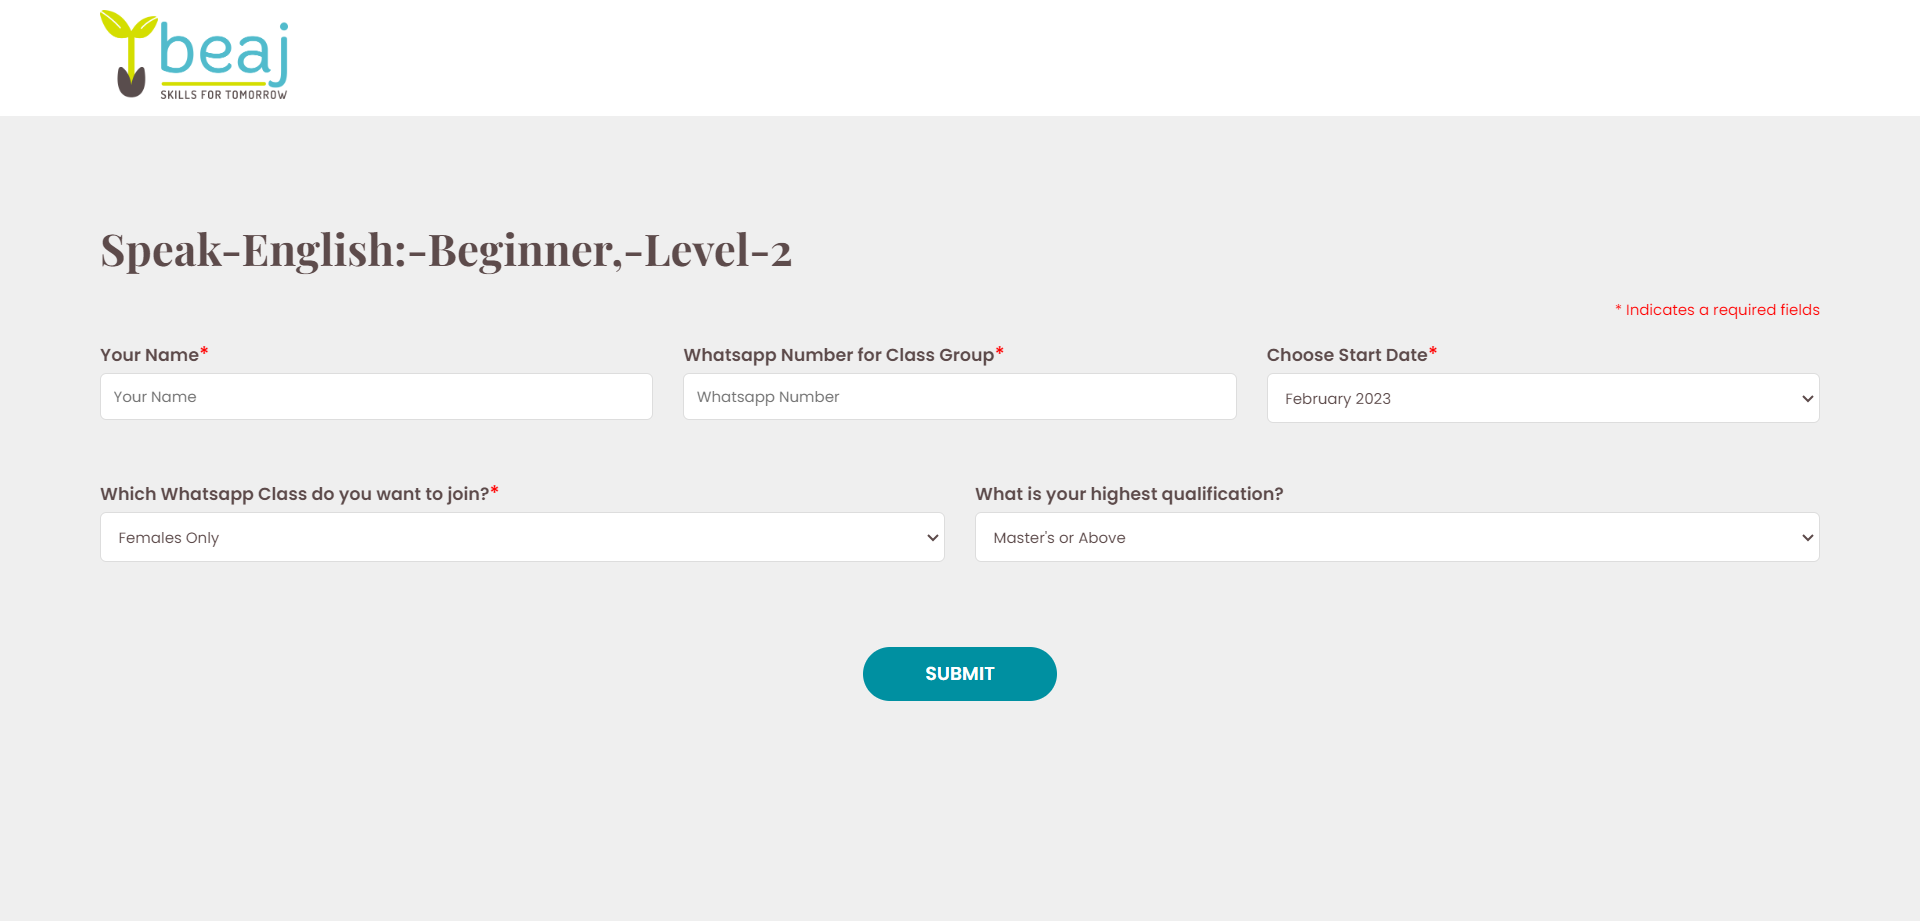 beaj
SKILLS FOR TOMORROW
Speak-English:-Beginner,-Level-2
* Indicates a required fields
Your Name*
Whatsapp Number for Class Group*
Choose Start Date*
Your Name
Whatsapp Number
February 2023
Which Whatsapp Class do you want to join?*
What is your highest qualification?
Females Only
Master's or Above
SUBMIT